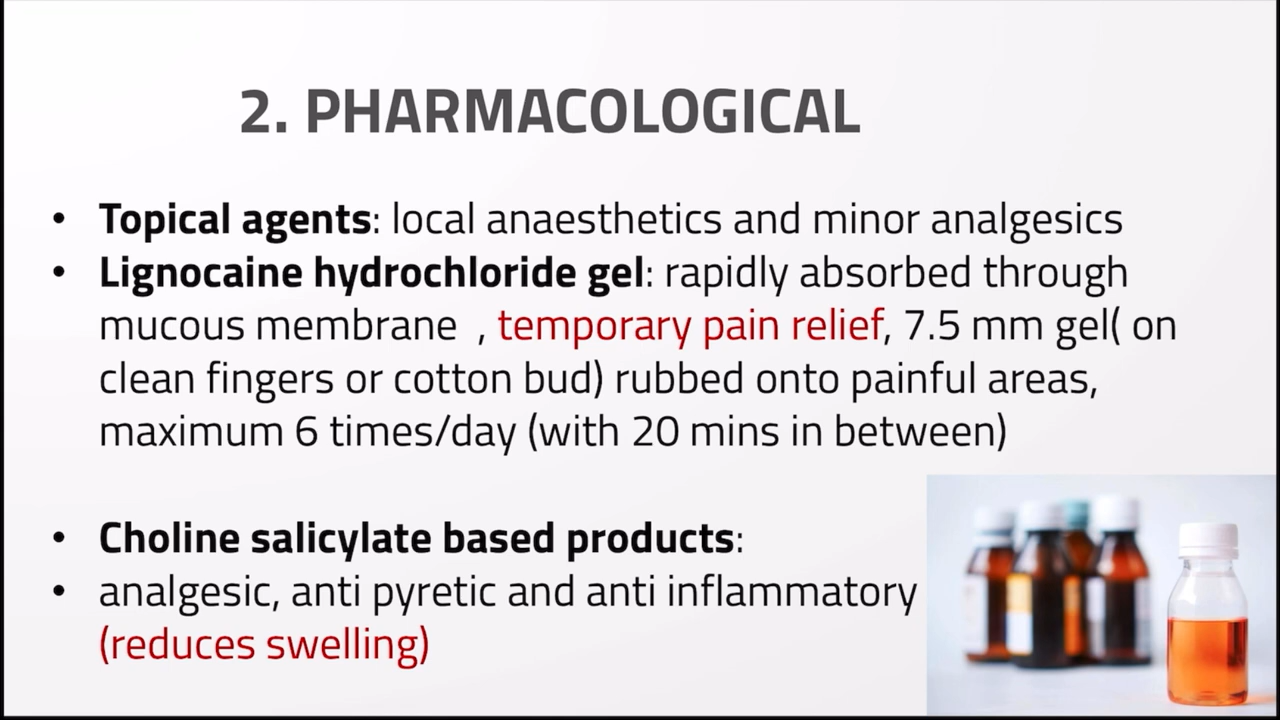 2. PHARMACOLOGICAL
• Topical agents: local anaesthetics and minor analgesics
• Lignocaine hydrochloride gel: rapidly absorbed through
mucous membrane , temporary pain relief, 7.5 mm gel( on
clean fingers or cotton bud) rubbed onto painful areas,
maximum 6 times/day (with 20 mins in between)
• Choline salicylate based products:
• analgesic, anti pyretic and anti inflammatory
(reduces swelling)